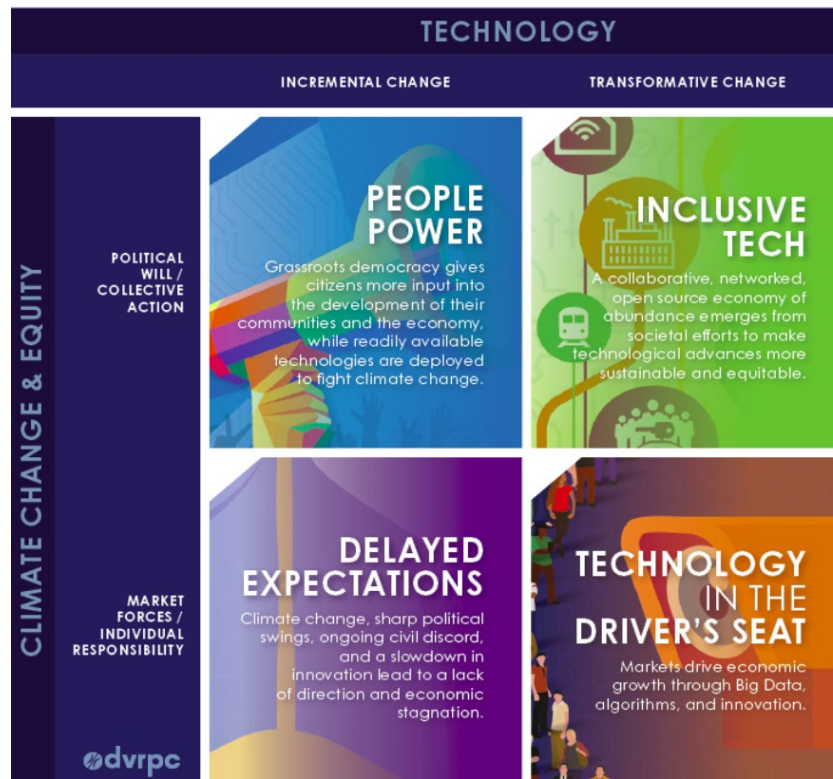 TECHNOLOGY
INCREMENTAL CHANGE
TRANSFORMATIVE CHANGE
CLIMATE CHANGE & EQUITY
POLITICAL
WILL /
COLLECTIVE
ACTION
PEOPLE
POWER
Grassroots democracy gives
citizens more input into
the development of their
communities and the economy,
while readily available
technologies are deployed
to fight climate change.
INCLUSIVE
TECH
A collaborative, networked,
open source economy of
abundance emerges from
societal efforts to make
technological advances more
sustainable and equitable.
MARKET
FORCES /
INDIVIDUAL
RESPONSIBILITY
DELAYED
EXPECTATIONS
Climate change, sharp political
swings, ongoing civil discord,
and a slowdown in
innovation lead to a lack
of direction and economic
stagnation.
TECHNOLOGY
IN THE
DRIVER'S SEAT
Markets drive economic
growth through Big Data,
algorithms, and innovation.
dvrpc